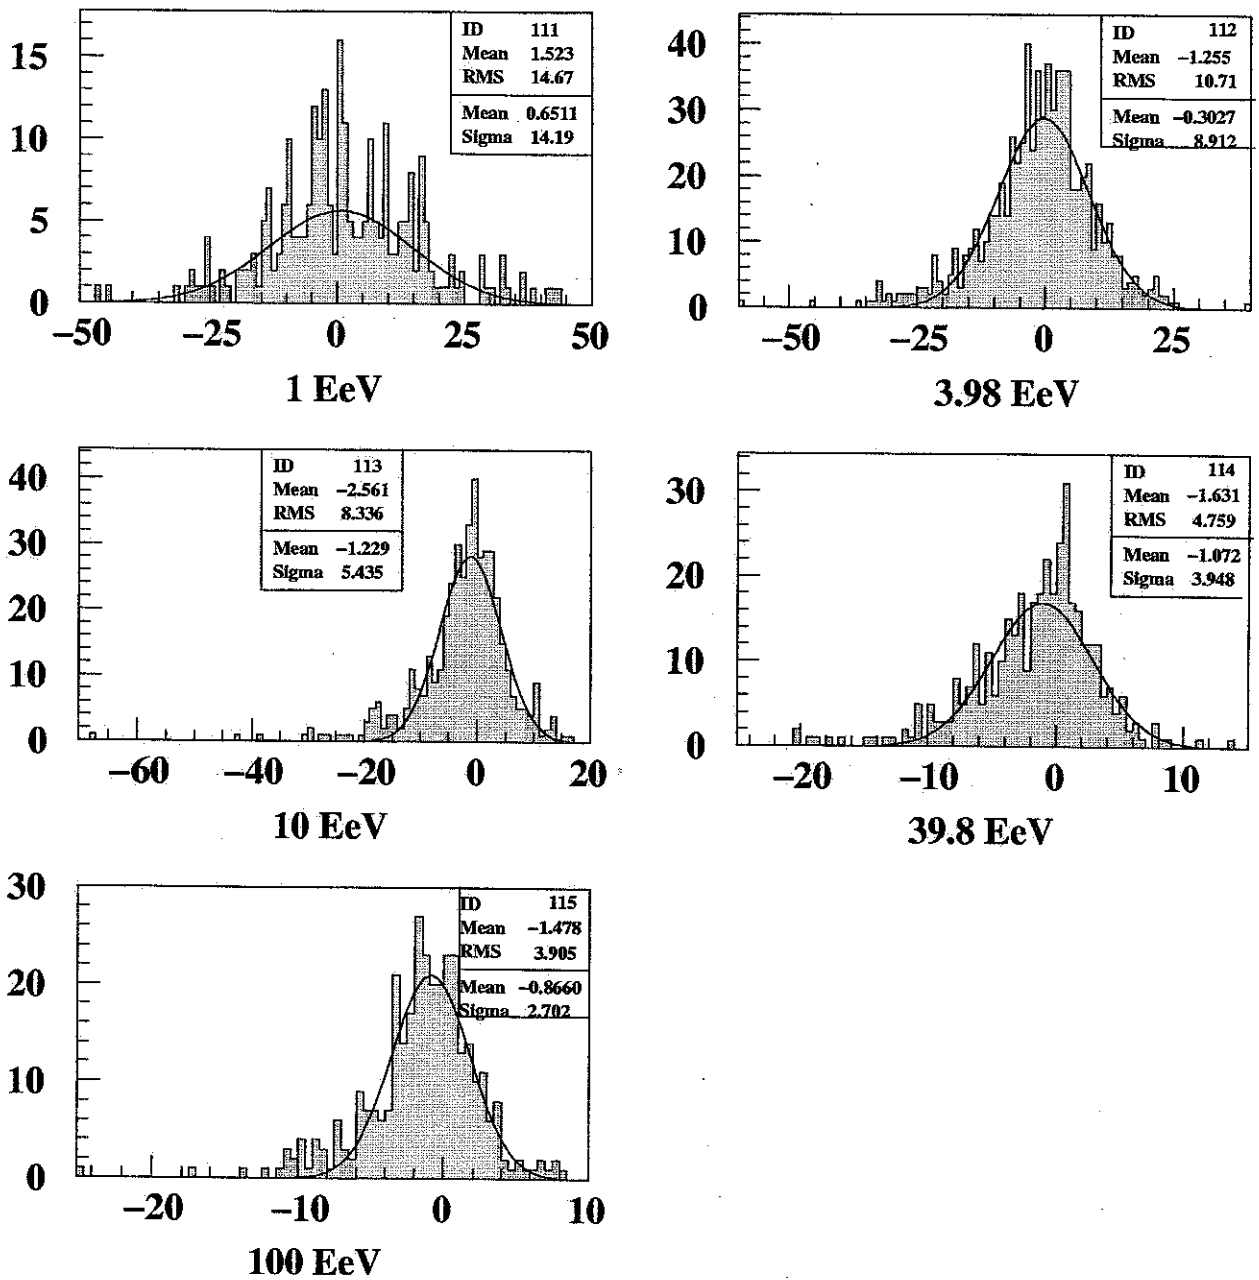 15
10
5
0
−50 −25 0 25 50
1 EeV
ID 111
Mean 1.523
RMS 14.67
Mean 0.6511
Sigma 14.19
40
30
20
10
0
−50 −25 0 25
3.98 EeV
ID 112
Mean −1.255
RMS 10.71
Mean −0.3027
Sigma 8.912
40
30
20
10
0
−60 −40 −20 0 20
10 EeV
ID 113
Mean −2.561
RMS 8.336
Mean −1.229
Sigma 5.435
30
20
10
0
−20 −10 0 10
39.8 EeV
ID 114
Mean −1.631
RMS 4.759
Mean −1.072
Sigma 3.948
30
20
10
0
−20 −10 0 10
100 EeV
ID 115
Mean −1.478
RMS 3.905
Mean −0.8660
Sigma 2.702